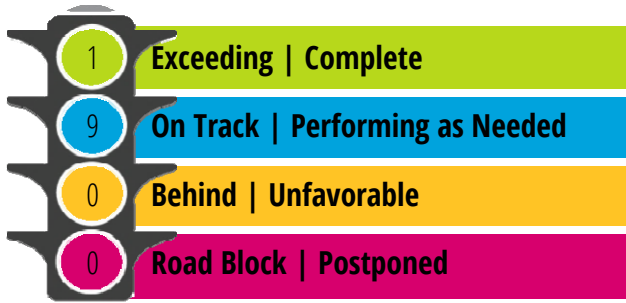 1 Exceeding | Complete
9 On Track | Performing as Needed
0 Behind | Unfavorable
0 Road Block | Postponed